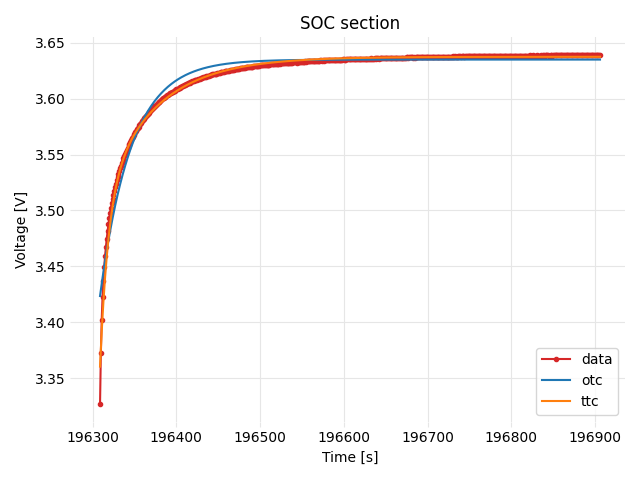 SOC section
3.65
3.60
3.55
3.50
3.45
3.40
3.35
Voltage [V]
data
otc
ttc
196300 196400 196500 196600 196700 196800 196900
Time [s]